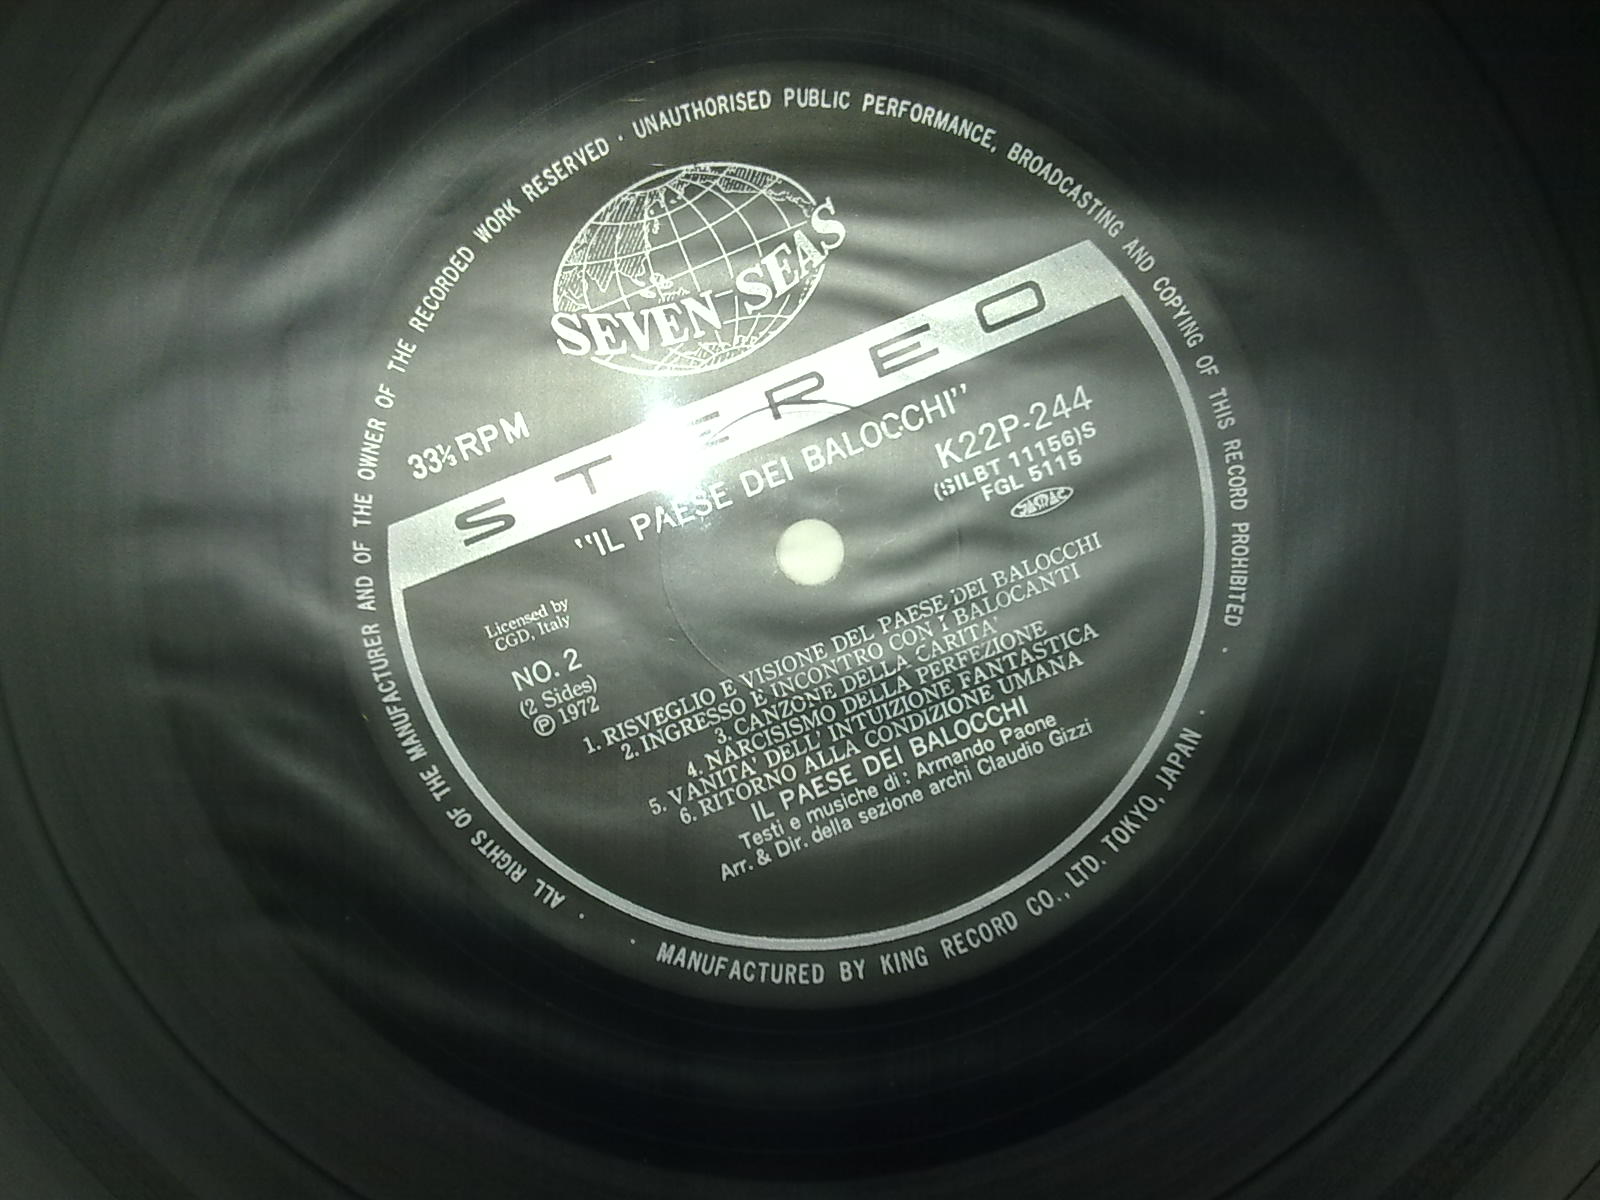 ALL RIGHTS OF THE MANUFACTURER AND OF THE OWNER OF THE RECORDED WORK RESERVED · UNAUTHORISED PUBLIC PERFORMANCE, BROADCASTING AND COPYING OF THIS RECORD PROHIBITED ·
SEVEN SEAS
33⅓ RPM
STEREO
"IL PAESE DEI BALOCCHI"
K22P-244
(SILBT 11156)S
FGL 5115
JASRAC
Licensed by
CGD, Italy
NO. 2
(2 Sides)
℗ 1972
1. RISVEGLIO E VISIONE DEL PAESE DEI BALOCCHI
2. INGRESSO E INCONTRO CON I BALOCANTI
3. CANZONE DELLA CARITA'
4. NARCISISMO DELLA PERFEZIONE
5. VANITA' DELL' INTUIZIONE FANTASTICA
6. RITORNO ALLA CONDIZIONE UMANA
IL PAESE DEI BALOCCHI
Testi e musiche di : Armando Paone
Arr. & Dir. della sezione archi Claudio Gizzi
· MANUFACTURED BY KING RECORD CO., LTD. TOKYO, JAPAN ·